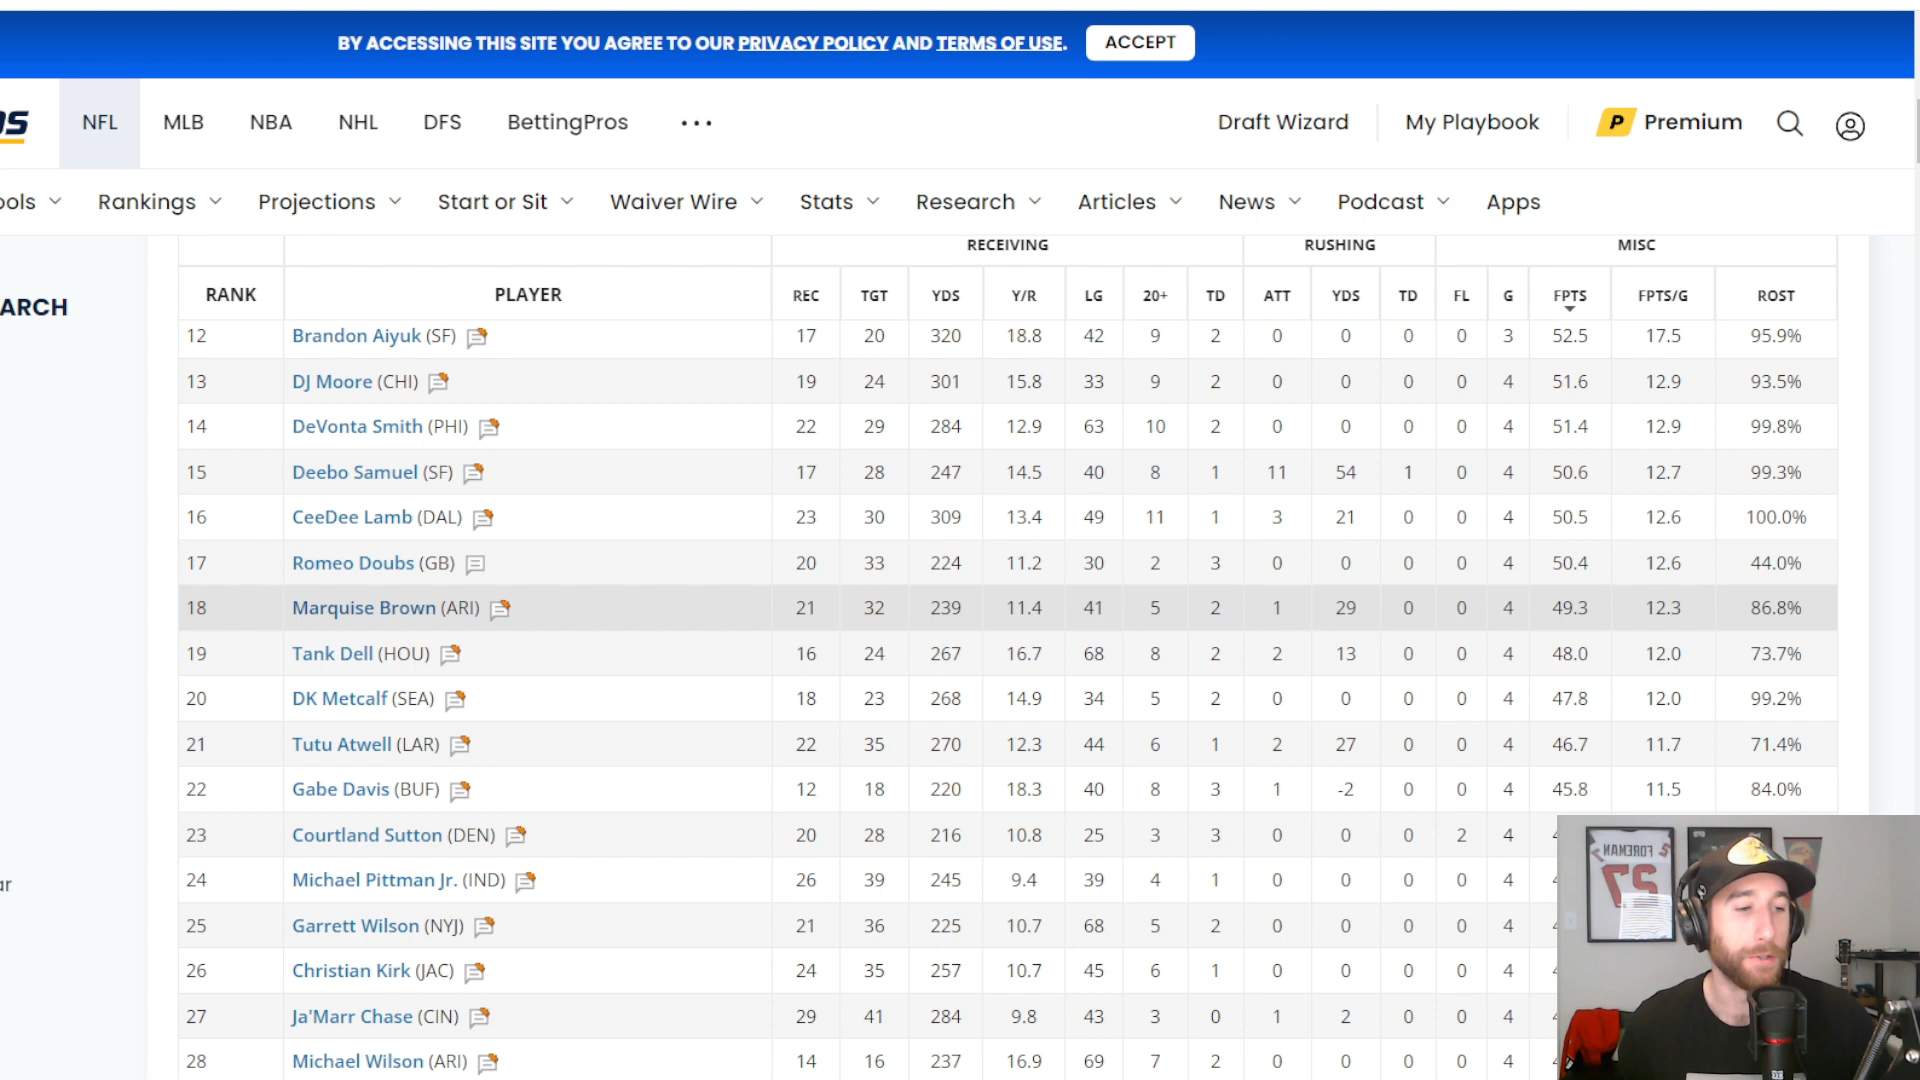 BY ACCESSING THIS SITE YOU AGREE TO OUR PRIVACY POLICY AND TERMS OF USE. ACCEPT
NFL MLB NBA NHL DFS BettingPros ••• Draft Wizard My Playbook P Premium
Rankings Projections Start or Sit Waiver Wire Stats Research Articles News Podcast Apps
RECEIVING RUSHING MISC
RANK PLAYER REC TGT YDS Y/R LG 20+ TD ATT YDS TD FL G FPTS FPTS/G ROST
12 Brandon Aiyuk (SF) 17 20 320 18.8 42 9 2 0 0 0 0 3 52.5 17.5 95.9%
13 DJ Moore (CHI) 19 24 301 15.8 33 9 2 0 0 0 0 4 51.6 12.9 93.5%
14 DeVonta Smith (PHI) 22 29 284 12.9 63 10 2 0 0 0 0 4 51.4 12.9 99.8%
15 Deebo Samuel (SF) 17 28 247 14.5 40 8 1 11 54 1 0 4 50.6 12.7 99.3%
16 CeeDee Lamb (DAL) 23 30 309 13.4 49 11 1 3 21 0 0 4 50.5 12.6 100.0%
17 Romeo Doubs (GB) 20 33 224 11.2 30 2 3 0 0 0 0 4 50.4 12.6 44.0%
18 Marquise Brown (ARI) 21 32 239 11.4 41 5 2 1 29 0 0 4 49.3 12.3 86.8%
19 Tank Dell (HOU) 16 24 267 16.7 68 8 2 2 13 0 0 4 48.0 12.0 73.7%
20 DK Metcalf (SEA) 18 23 268 14.9 34 5 2 0 0 0 0 4 47.8 12.0 99.2%
21 Tutu Atwell (LAR) 22 35 270 12.3 44 6 1 2 27 0 0 4 46.7 11.7 71.4%
22 Gabe Davis (BUF) 12 18 220 18.3 40 8 3 1 -2 0 0 4 45.8 11.5 84.0%
23 Courtland Sutton (DEN) 20 28 216 10.8 25 3 3 0 0 0 2 4
24 Michael Pittman Jr. (IND) 26 39 245 9.4 39 4 1 0 0 0 0 4
25 Garrett Wilson (NYJ) 21 36 225 10.7 68 5 2 0 0 0 0 4
26 Christian Kirk (JAC) 24 35 257 10.7 45 6 1 0 0 0 0 4
27 Ja'Marr Chase (CIN) 29 41 284 9.8 43 3 0 1 2 0 0 4
28 Michael Wilson (ARI) 14 16 237 16.9 69 7 2 0 0 0 0 4
FOREMAN
27